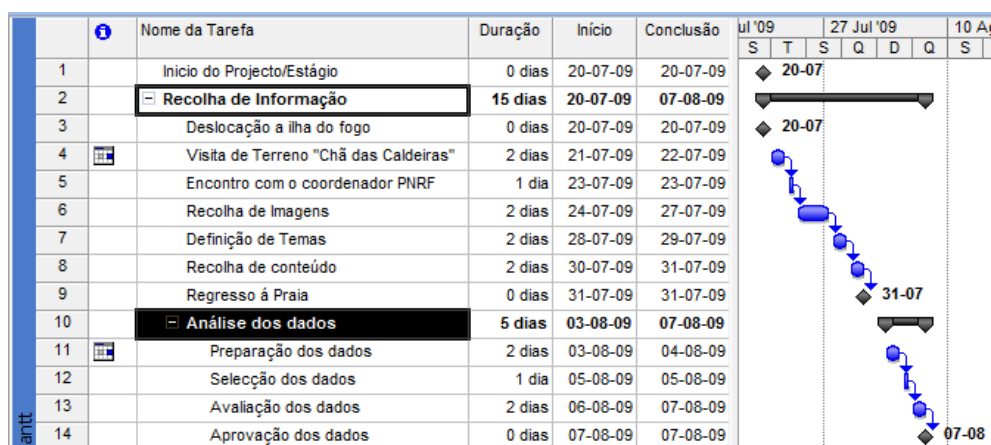 ul '09 27 Jul '09 10 A
Nome da Tarefa Duração Início Conclusão S T S Q D Q S
1 Inicio do Projecto/Estágio 0 dias 20-07-09 20-07-09 20-07
2 Recolha de Informação 15 dias 20-07-09 07-08-09
3 Deslocação a ilha do fogo 0 dias 20-07-09 20-07-09 20-07
4 Visita de Terreno "Chã das Caldeiras" 2 dias 21-07-09 22-07-09
5 Encontro com o coordenador PNRF 1 dia 23-07-09 23-07-09
6 Recolha de Imagens 2 dias 24-07-09 27-07-09
7 Definição de Temas 2 dias 28-07-09 29-07-09
8 Recolha de conteúdo 2 dias 30-07-09 31-07-09
9 Regresso á Praia 0 dias 31-07-09 31-07-09 31-07
10 Análise dos dados 5 dias 03-08-09 07-08-09
11 Preparação dos dados 2 dias 03-08-09 04-08-09
12 Selecção dos dados 1 dia 05-08-09 05-08-09
13 Avaliação dos dados 2 dias 06-08-09 07-08-09
14 Aprovação dos dados 0 dias 07-08-09 07-08-09 07-08
antt